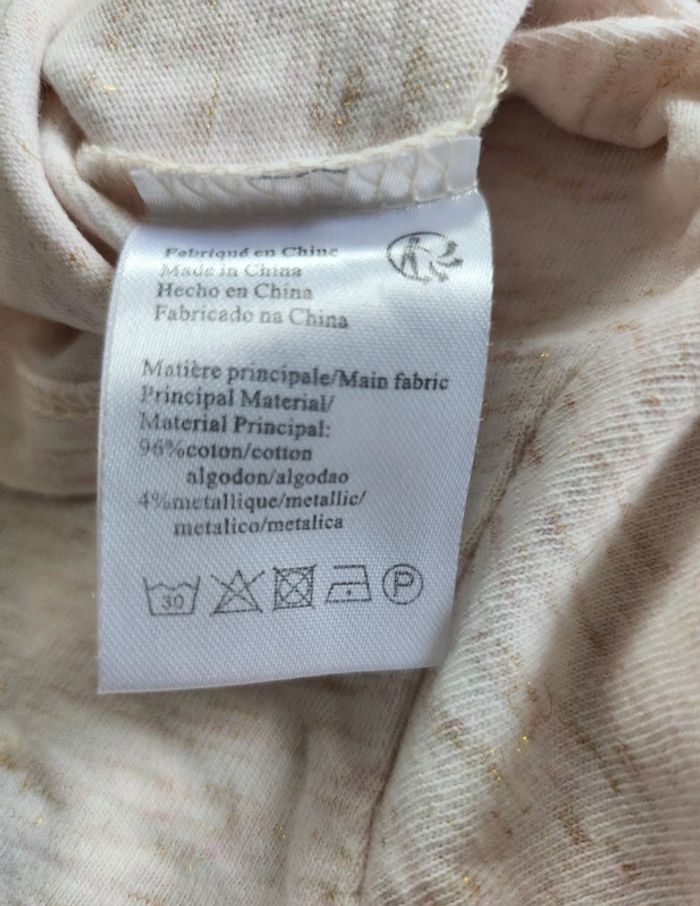 Fabriqué en Chine
Made in China
Hecho en China
Fabricado na China
Matière principale/Main fabric
Principal Material/
Material Principal:
96%coton/cotton
algodon/algodao
4%metallique/metallic/
metalico/metalica
30
P